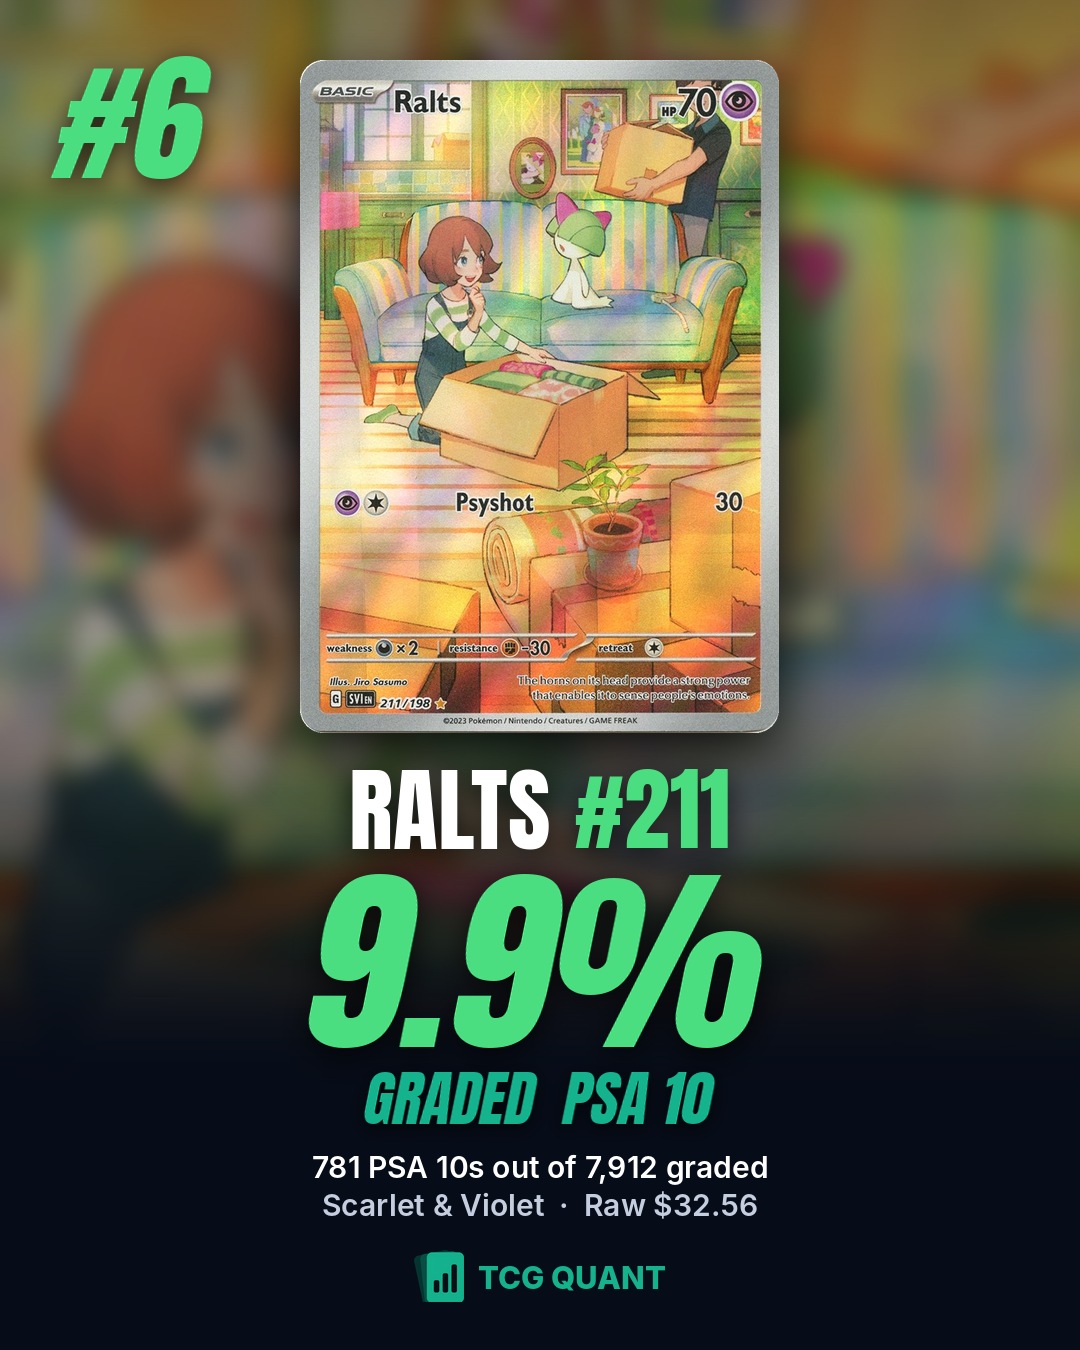 #6
BASIC Ralts HP 70
Psyshot 30
weakness ×2 resistance -30 retreat
Illus. Jiro Sasumo
The horns on its head provide a strong power
that enables it to sense people's emotions.
G SVI EN 211/198
©2023 Pokémon / Nintendo / Creatures / GAME FREAK
RALTS #211
9.9%
GRADED PSA 10
781 PSA 10s out of 7,912 graded
Scarlet & Violet · Raw $32.56
TCG QUANT